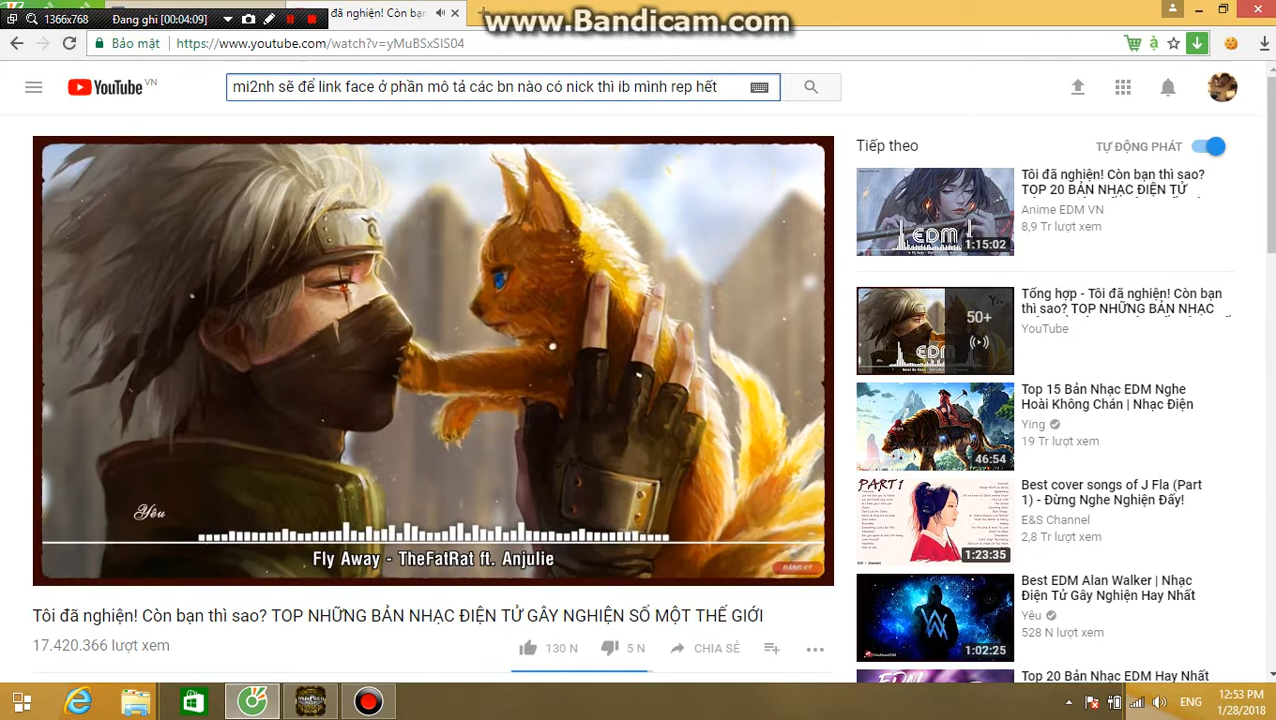 www.Bandicam.com
1366x768 Đang ghi [00:04:09]
đã nghiện! Còn bạn
Bảo mật https://www.youtube.com/watch?v=yMuBSxSIS04
YouTube VN
mi2nh sẽ để link face ở phần mô tả các bn nào có nick thì ib mình rep hết
Yêu
Fly Away - TheFatRat ft. Anjulie
ĐĂNG KÝ
Tôi đã nghiện! Còn bạn thì sao? TOP NHỮNG BẢN NHẠC ĐIỆN TỬ GÂY NGHIỆN SỐ MỘT THẾ GIỚI
17.420.366 lượt xem
130 N 5 N CHIA SẺ
Tiếp theo TỰ ĐỘNG PHÁT
EDM
1:15:02
Tôi đã nghiện! Còn bạn thì sao?
TOP 20 BẢN NHẠC ĐIỆN TỬ
Anime EDM VN
8,9 Tr lượt xem
50+
Tổng hợp - Tôi đã nghiện! Còn bạn
thì sao? TOP NHỮNG BẢN NHẠC
YouTube
46:54
Top 15 Bản Nhạc EDM Nghe
Hoài Không Chán | Nhạc Điện
Ying
19 Tr lượt xem
PART 1
1:23:35
Best cover songs of J Fla (Part
1) - Đừng Nghe Nghiện Đấy!
E&S Channel
2,8 Tr lượt xem
1:02:25
Best EDM Alan Walker | Nhạc
Điện Tử Gây Nghiện Hay Nhất
Yêu
528 N lượt xem
Top 20 Bản Nhạc EDM Hay Nhất
ENG
12:53 PM
1/28/2018